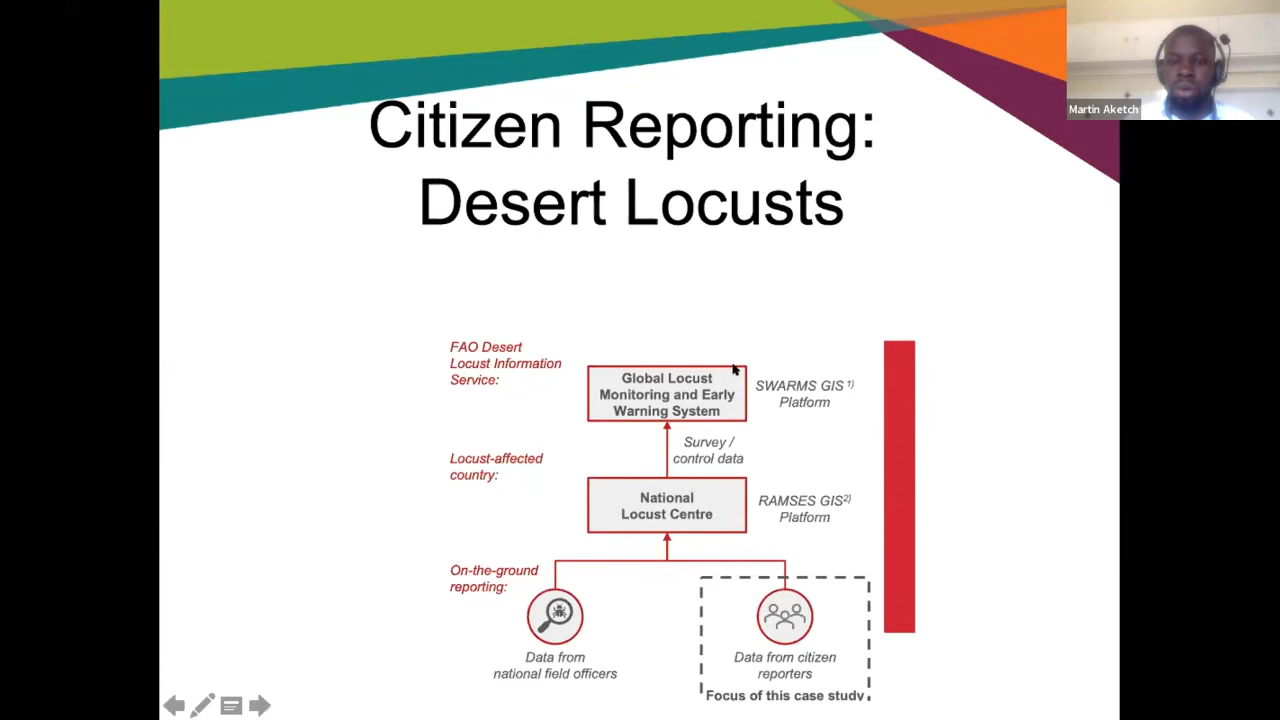 Martin Aketch
Citizen Reporting:
Desert Locusts
FAO Desert
Locust Information
Service:
Global Locust
Monitoring and Early
Warning System
SWARMS GIS 1)
Platform
Survey /
control data
Locust-affected
country:
National
Locust Centre
RAMSES GIS2)
Platform
On-the-ground
reporting:
Data from
national field officers
Data from citizen
reporters
Focus of this case study